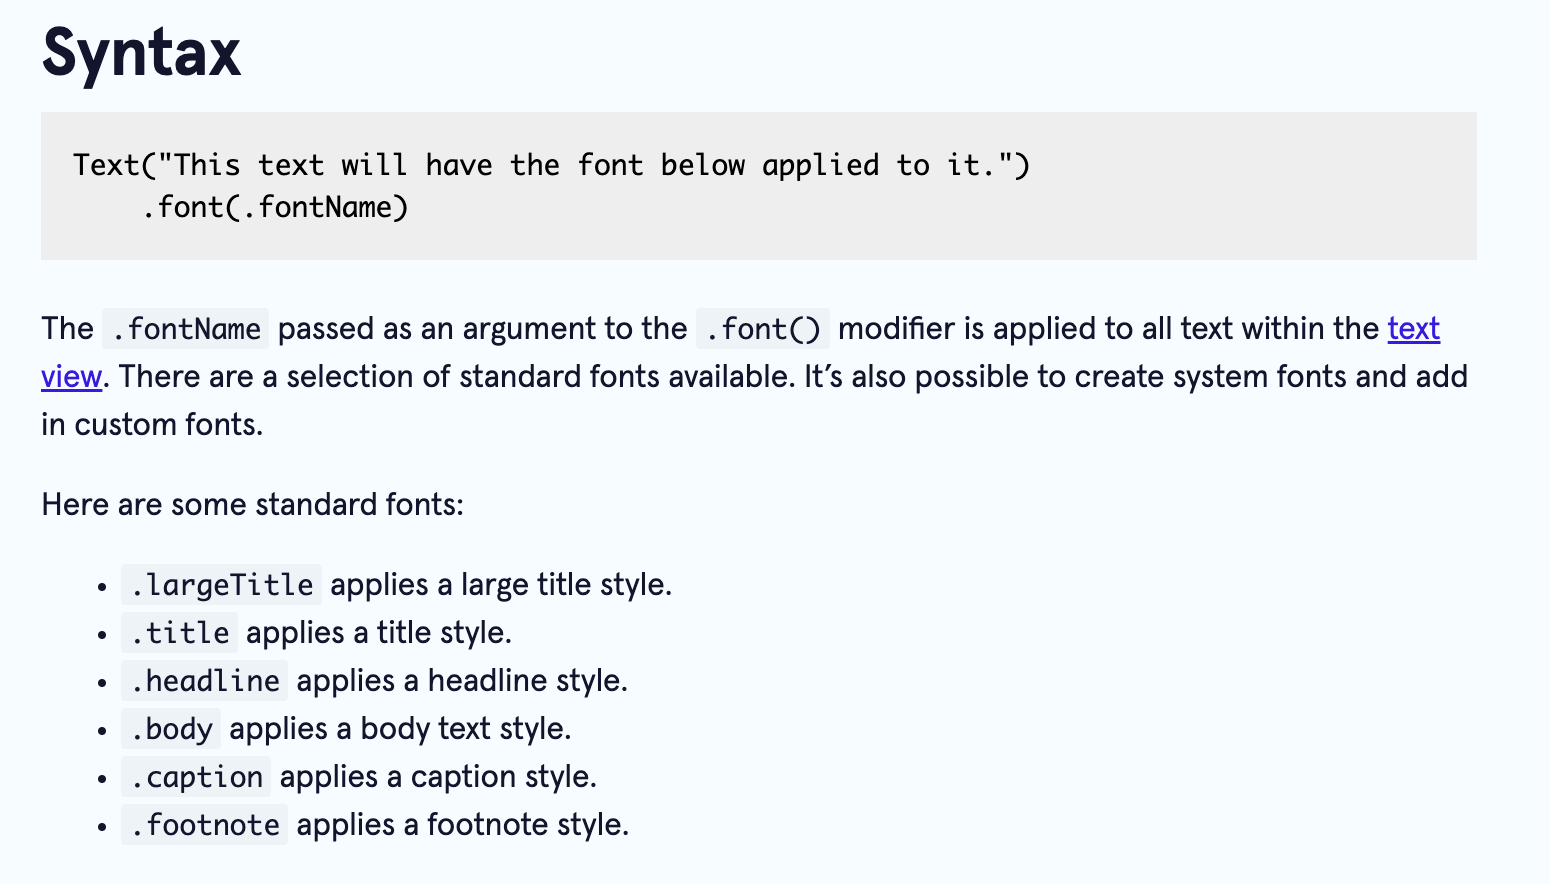 Syntax
Text("This text will have the font below applied to it.")
    .font(.fontName)
The .fontName passed as an argument to the .font() modifier is applied to all text within the text
view. There are a selection of standard fonts available. It’s also possible to create system fonts and add
in custom fonts.
Here are some standard fonts:
• .largeTitle applies a large title style.
• .title applies a title style.
• .headline applies a headline style.
• .body applies a body text style.
• .caption applies a caption style.
• .footnote applies a footnote style.